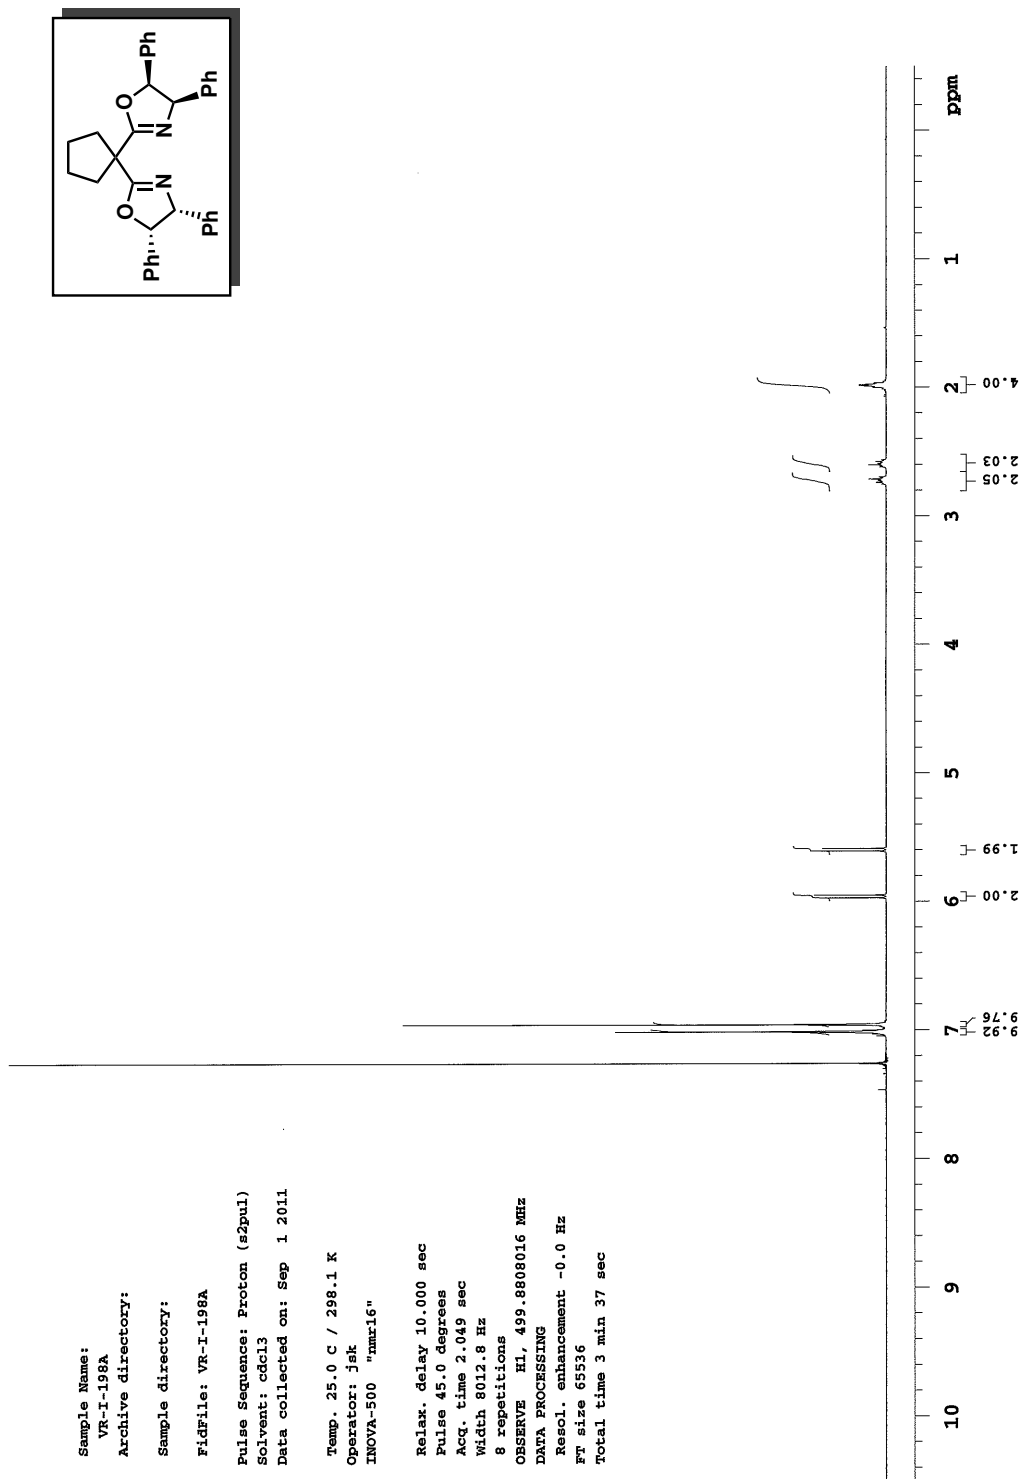 Sample Name:
VR-I-198A
Archive directory:
Sample directory:
FidFile: VR-I-198A
Pulse Sequence: Proton (s2pul)
Solvent: cdcl3
Data collected on: Sep 1 2011
Temp. 25.0 C / 298.1 K
Operator: jsk
INOVA-500 "nmr16"
Relax. delay 10.000 sec
Pulse 45.0 degrees
Acq. time 2.049 sec
Width 8012.8 Hz
8 repetitions
OBSERVE H1, 499.8808016 MHz
DATA PROCESSING
Resol. enhancement -0.0 Hz
FT size 65536
Total time 3 min 37 sec
O O
N N
Ph Ph Ph Ph
10 9 8 7 6 5 4 3 2 1 ppm
9.92 9.76 2.00 1.99 2.05 2.03 4.00